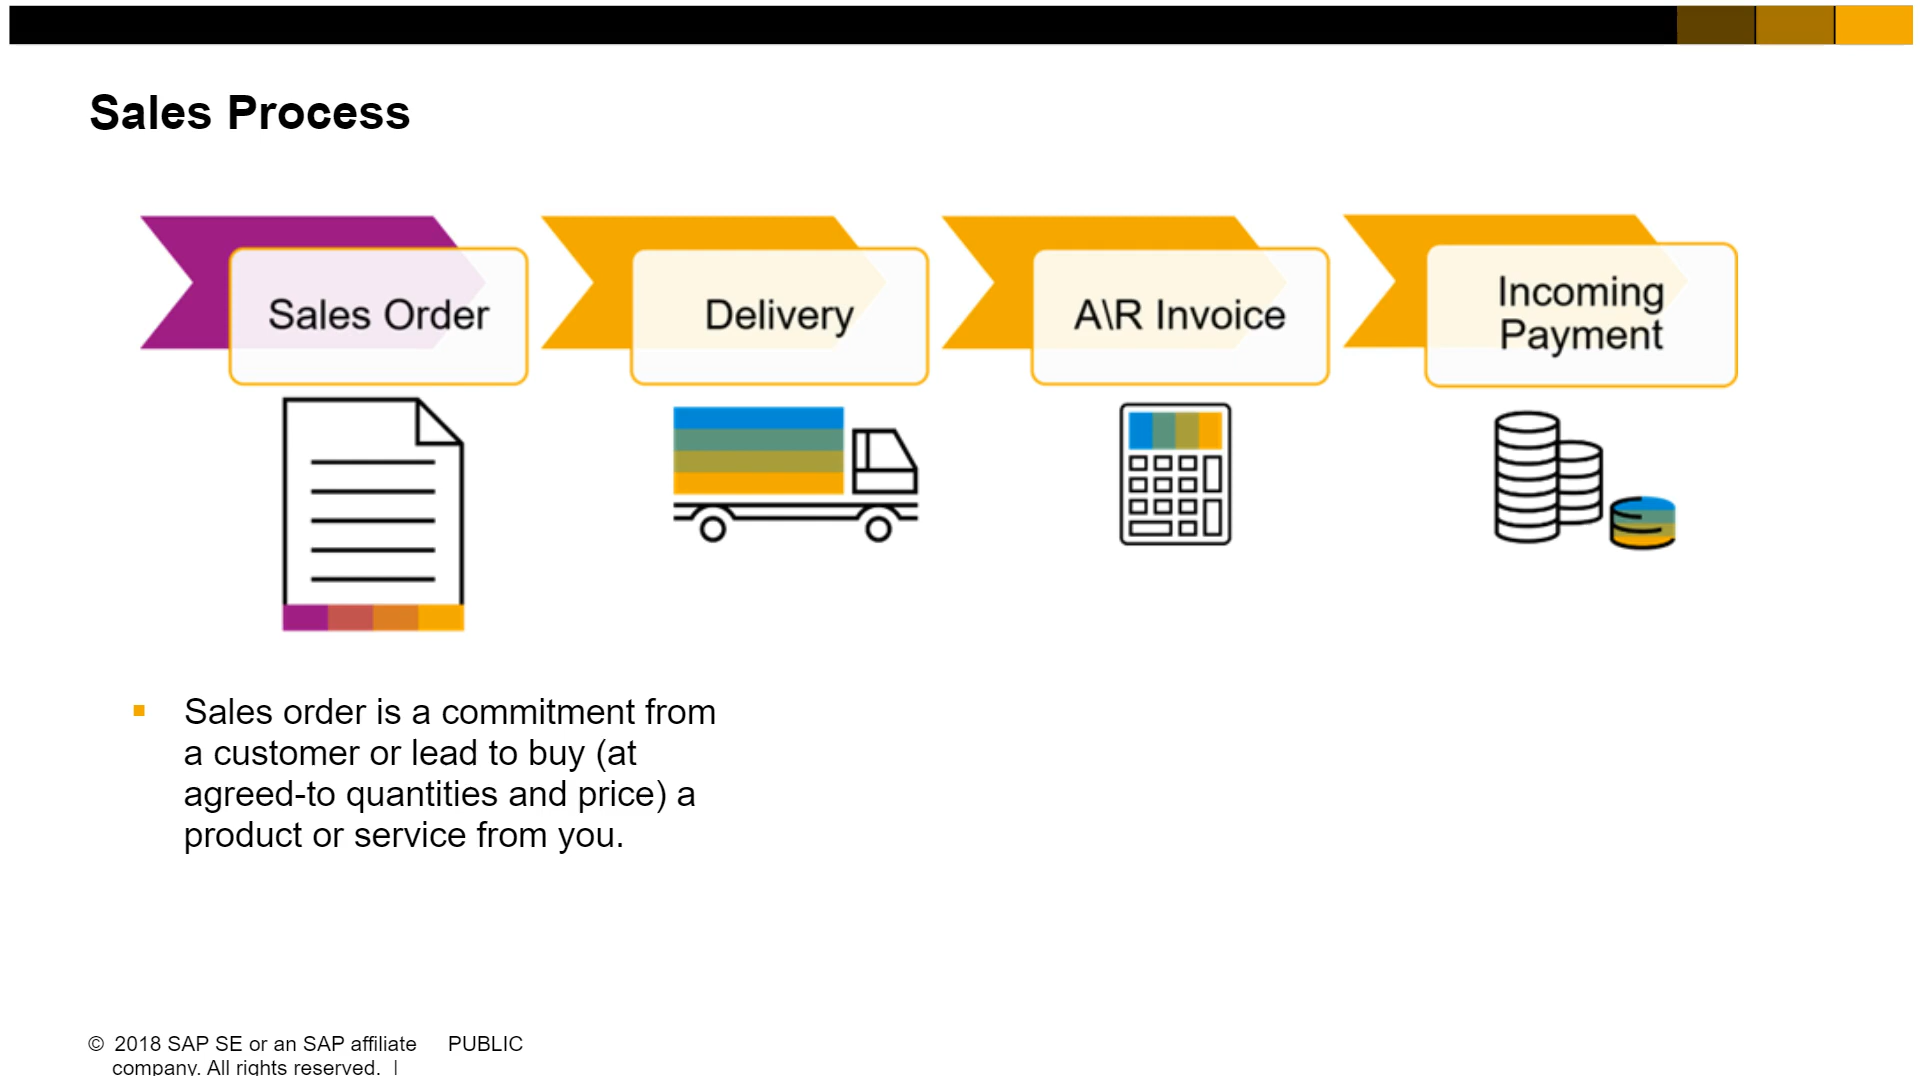 Sales Process
Sales Order
Delivery
A\R Invoice
Incoming
Payment
▪ Sales order is a commitment from
a customer or lead to buy (at
agreed-to quantities and price) a
product or service from you.
© 2018 SAP SE or an SAP affiliate PUBLIC
company. All rights reserved. |